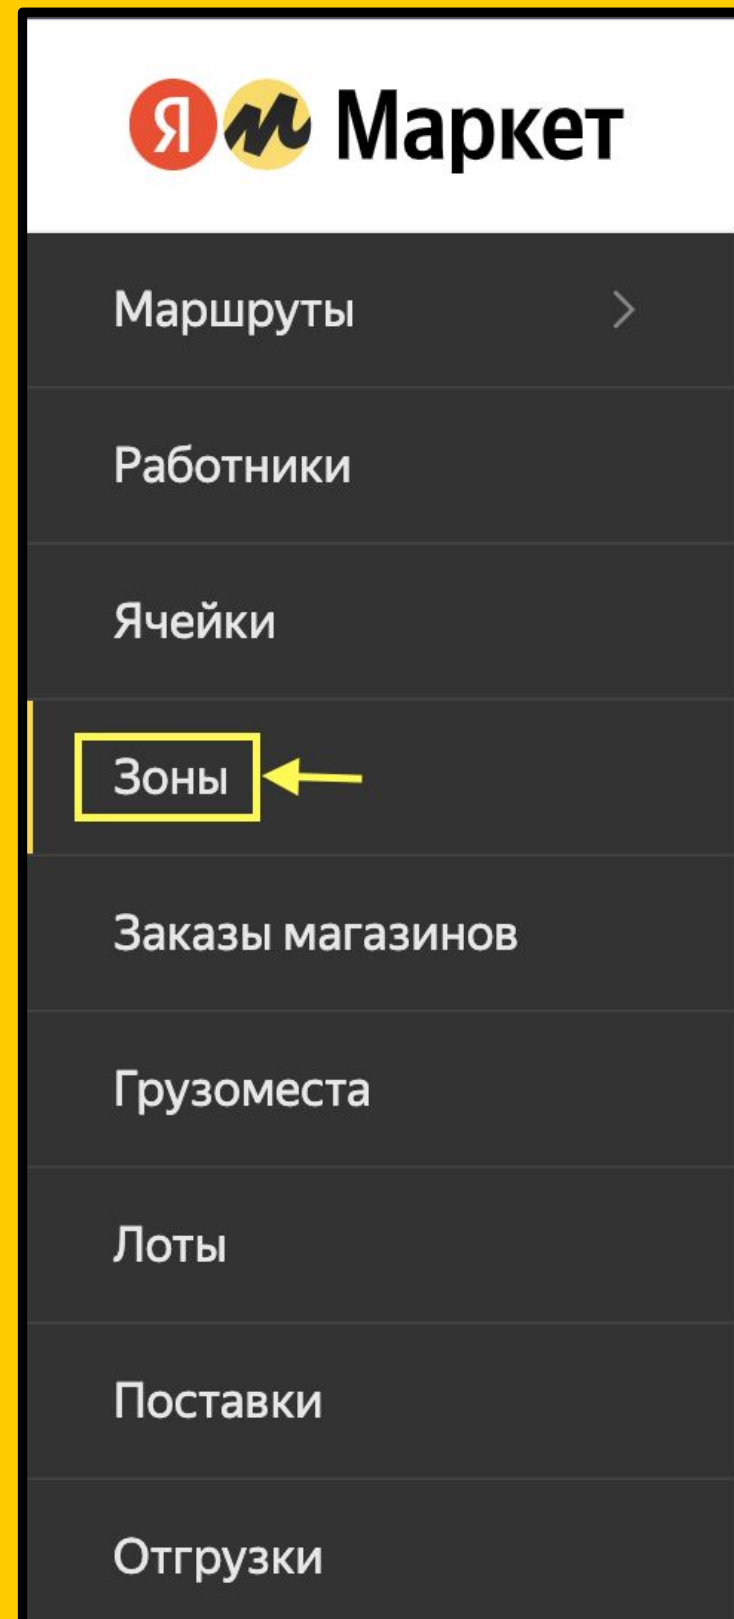 Я м Маркет
Маршруты
Работники
Ячейки
Зоны
Заказы магазинов
Грузоместа
Лоты
Поставки
Отгрузки